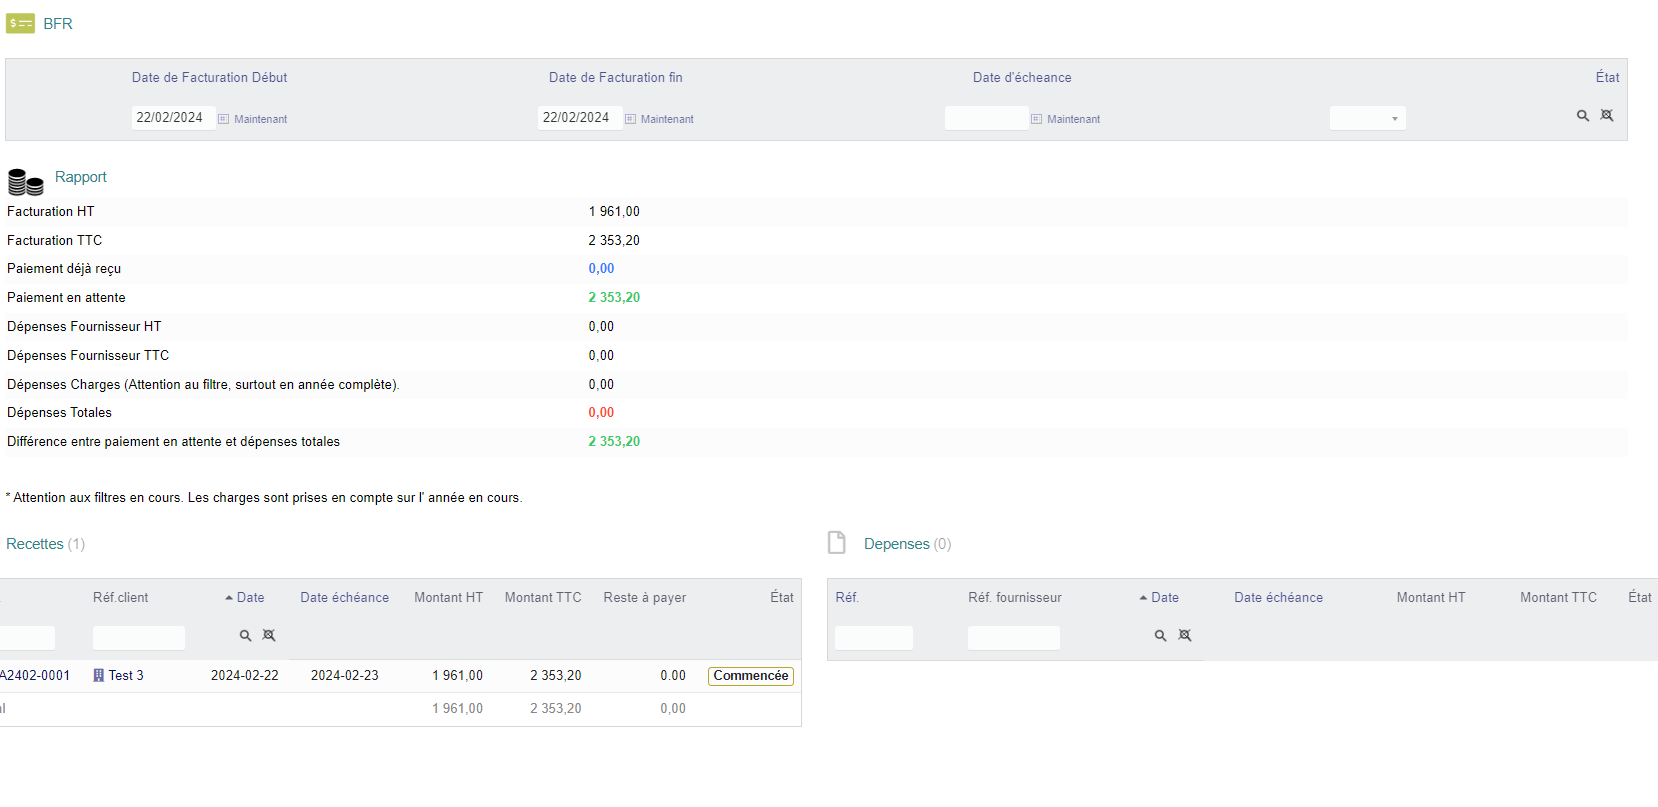 BFR
Date de Facturation Début Date de Facturation fin Date d'écheance État
22/02/2024 Maintenant 22/02/2024 Maintenant Maintenant
Rapport
Facturation HT 1 961,00
Facturation TTC 2 353,20
Paiement déjà reçu 0,00
Paiement en attente 2 353,20
Dépenses Fournisseur HT 0,00
Dépenses Fournisseur TTC 0,00
Dépenses Charges (Attention au filtre, surtout en année complète). 0,00
Dépenses Totales 0,00
Différence entre paiement en attente et dépenses totales 2 353,20
* Attention aux filtres en cours. Les charges sont prises en compte sur l' année en cours.
Recettes (1)
Réf.client Date Date échéance Montant HT Montant TTC Reste à payer État
A2402-0001 Test 3 2024-02-22 2024-02-23 1 961,00 2 353,20 0.00 Commencée
1 961,00 2 353,20 0,00
Depenses (0)
Réf. Réf. fournisseur Date Date échéance Montant HT Montant TTC État